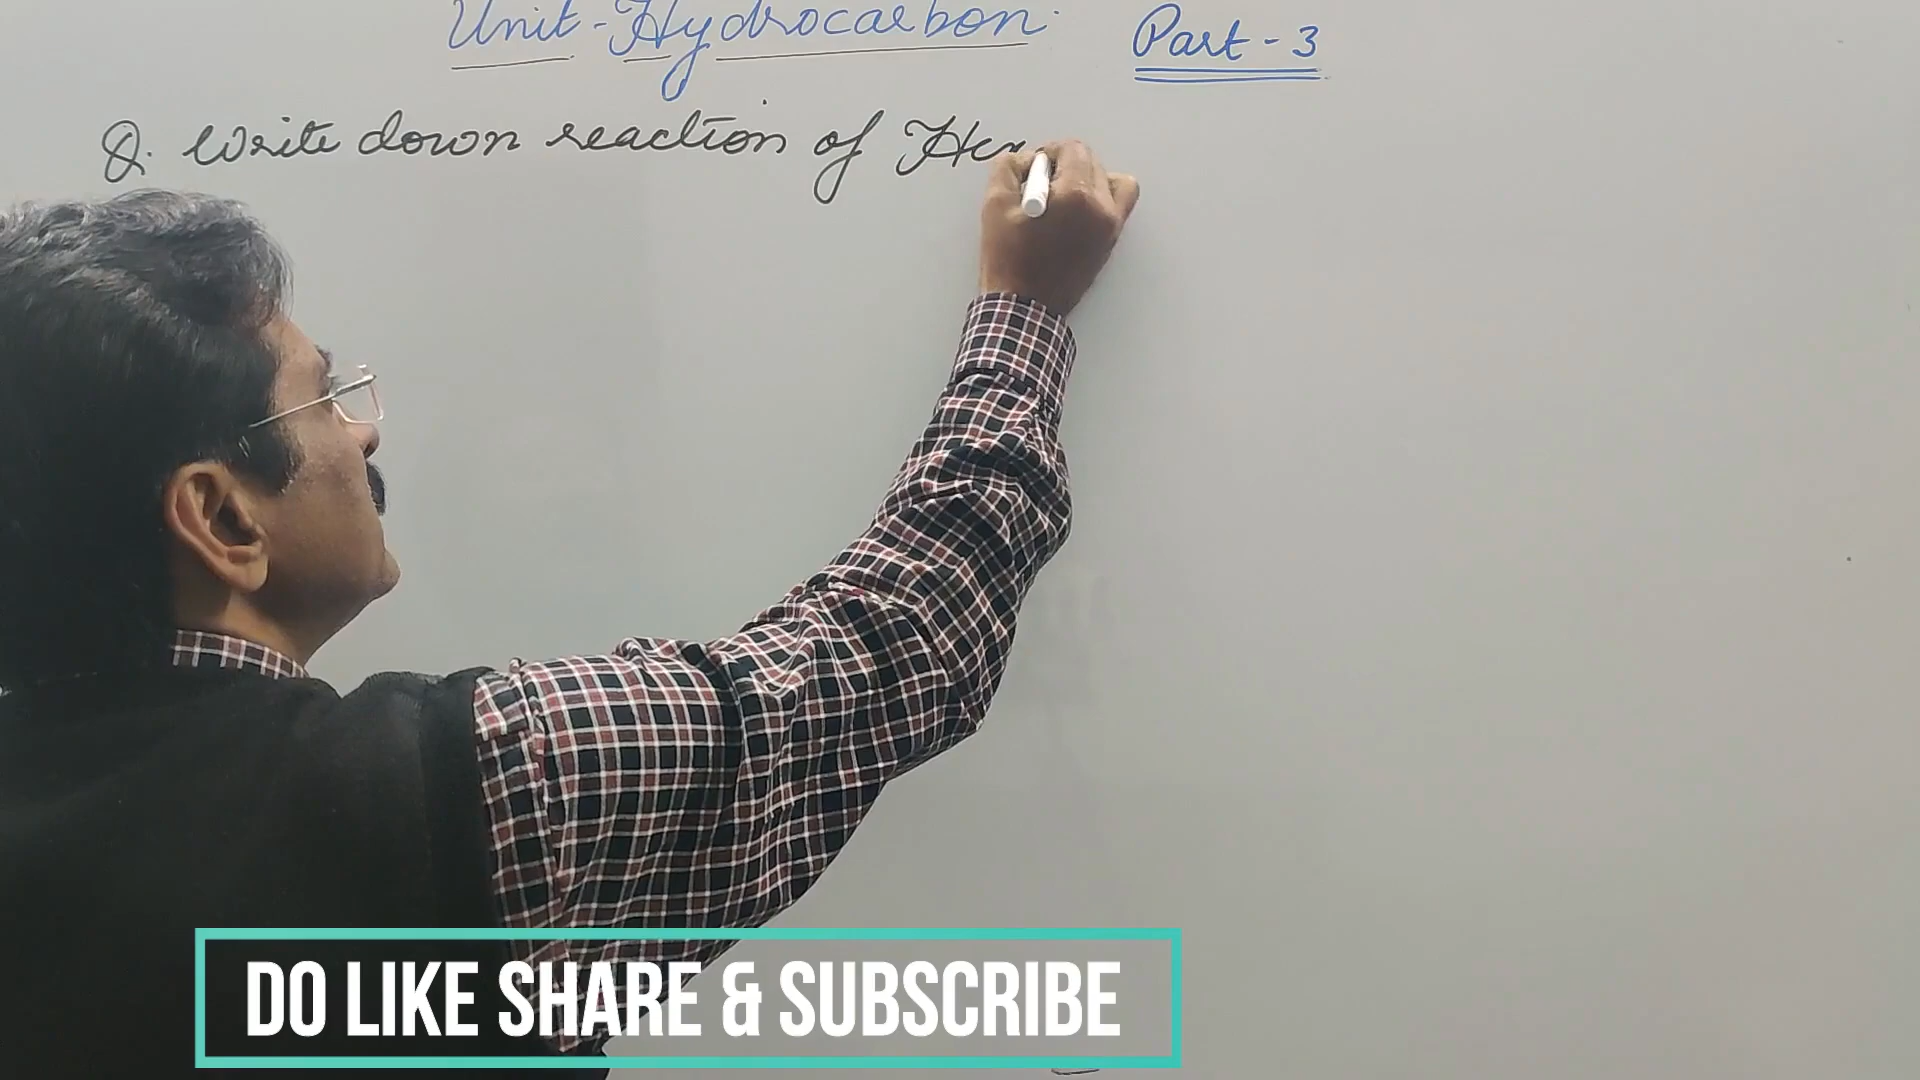 Unit-Hydrocarbon.
Part-3
Q. Write down reaction of
DO LIKE SHARE & SUBSCRIBE